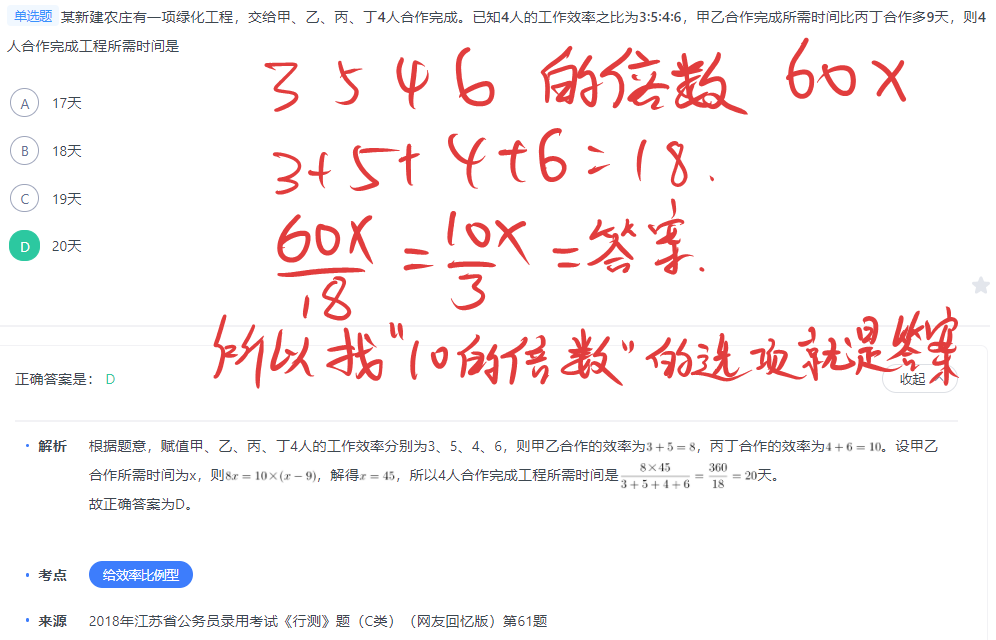 单选题 某新建农庄有一项绿化工程，交给甲、乙、丙、丁4人合作完成。已知4人的工作效率之比为3:5:4:6，甲乙合作完成所需时间比丙丁合作多9天，则4
人合作完成工程所需时间是
3 5 4 6 的倍数 60x
A 17天
B 18天
3+5+4+6=18.
C 19天
D 20天
60x/18 = 10x/3 = 答案.
所以找"10的倍数"的选项就是答案
正确答案是： D
收起
· 解析 根据题意，赋值甲、乙、丙、丁4人的工作效率分别为3、5、4、6，则甲乙合作的效率为3+5=8，丙丁合作的效率为4+6=10。设甲乙
合作所需时间为x，则8x=10×(x−9)，解得x=45，所以4人合作完成工程所需时间是8×45/3+5+4+6=360/18=20天。
故正确答案为D。
· 考点 给效率比例型
· 来源 2018年江苏省公务员录用考试《行测》题（C类）（网友回忆版）第61题